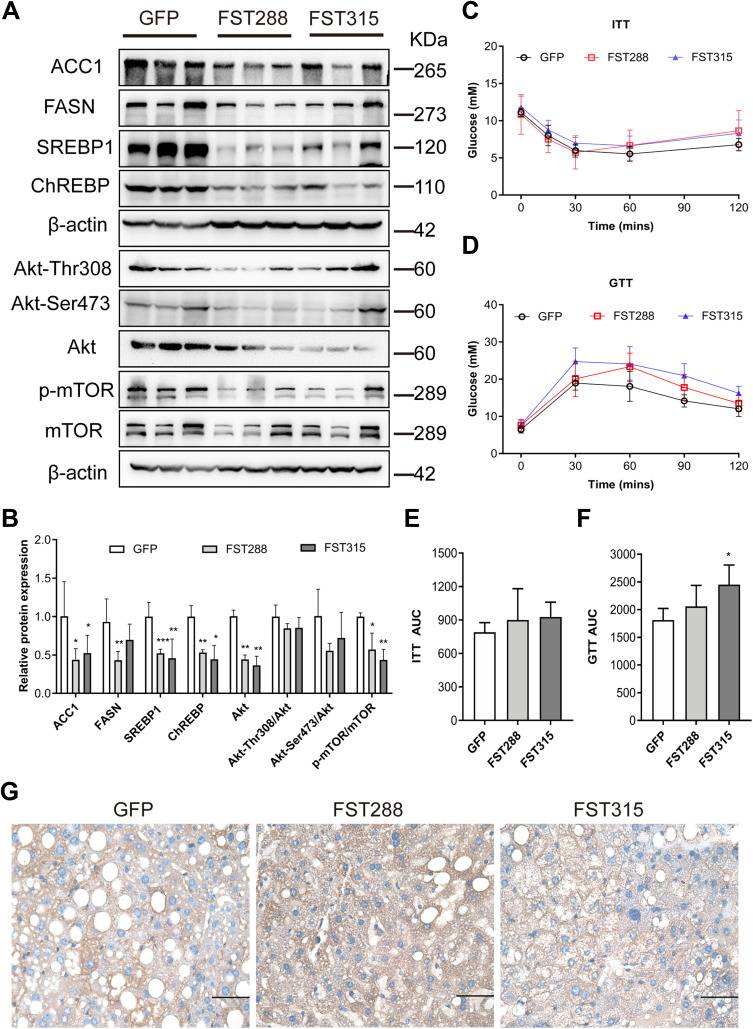 A
GFP FST288 FST315
KDa
ACC1 265
FASN 273
SREBP1 120
ChREBP 110
β-actin 42
Akt-Thr308 60
Akt-Ser473 60
Akt 60
p-mTOR 289
mTOR 289
β-actin 42
B
GFP FST288 FST315
Relative protein expression
2.0
1.5
1.0
0.5
0.0
* * ** *** ** ** * ** ** * **
ACC1 FASN SREBP1 ChREBP Akt Akt-Thr308/Akt Akt-Ser473/Akt p-mTOR/mTOR
C
ITT
GFP FST288 FST315
Glucose (mM)
20
15
10
5
0
0 30 60 90 120
Time (mins)
D
GTT
GFP FST288 FST315
Glucose (mM)
40
30
20
10
0
0 30 60 90 120
Time (mins)
E
ITT AUC
1500
1200
900
600
300
0
GFP FST288 FST315
F
GTT AUC
3000
2500
2000
1500
1000
500
0
*
GFP FST288 FST315
G
GFP FST288 FST315